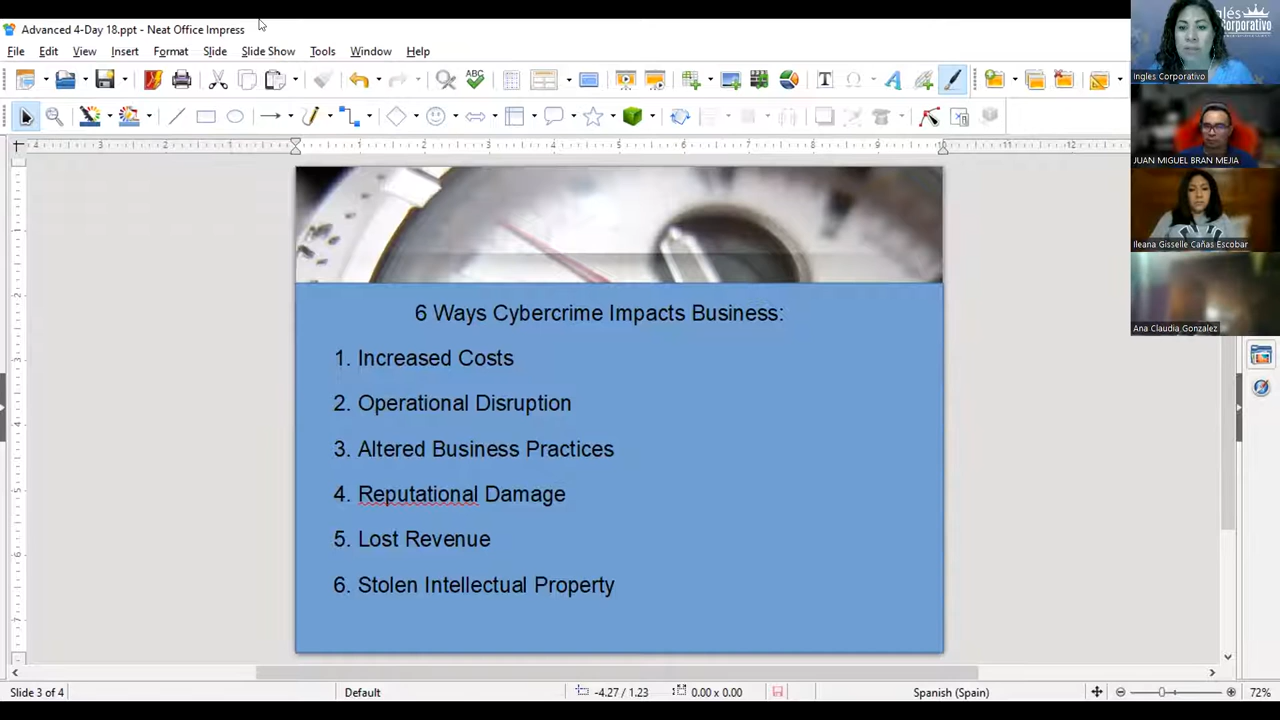 Advanced 4-Day 18.ppt - Neat Office Impress
File Edit View Insert Format Slide Slide Show Tools Window Help
6 Ways Cybercrime Impacts Business:
1. Increased Costs
2. Operational Disruption
3. Altered Business Practices
4. Reputational Damage
5. Lost Revenue
6. Stolen Intellectual Property
Slide 3 of 4 Default -4.27 / 1.23 0.00 x 0.00 Spanish (Spain) 72%
Ingles Corporativo
JUAN MIGUEL BRAN MEJIA
Ileana Gisselle Cañas Escobar
Ana Claudia Gonzalez